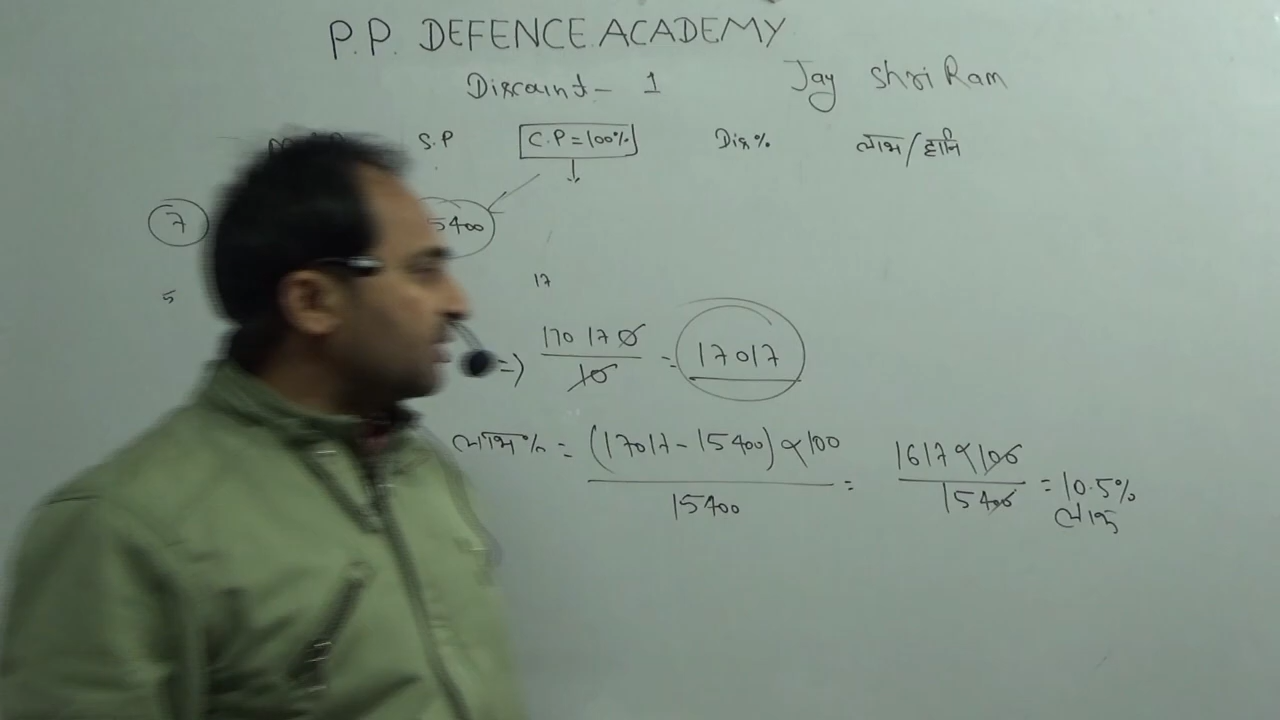 P.P. DEFENCE ACADEMY
Discount - 1 Jay Shri Ram
S.P C.P = 100% Dis% लाभ/हानि
7 5400
5 17
=> 170170/10 = 17017
लाभ% = (17017 - 15400) × 100 / 15400 = 1617 × 100 / 15400 = 10.5%
लाभ